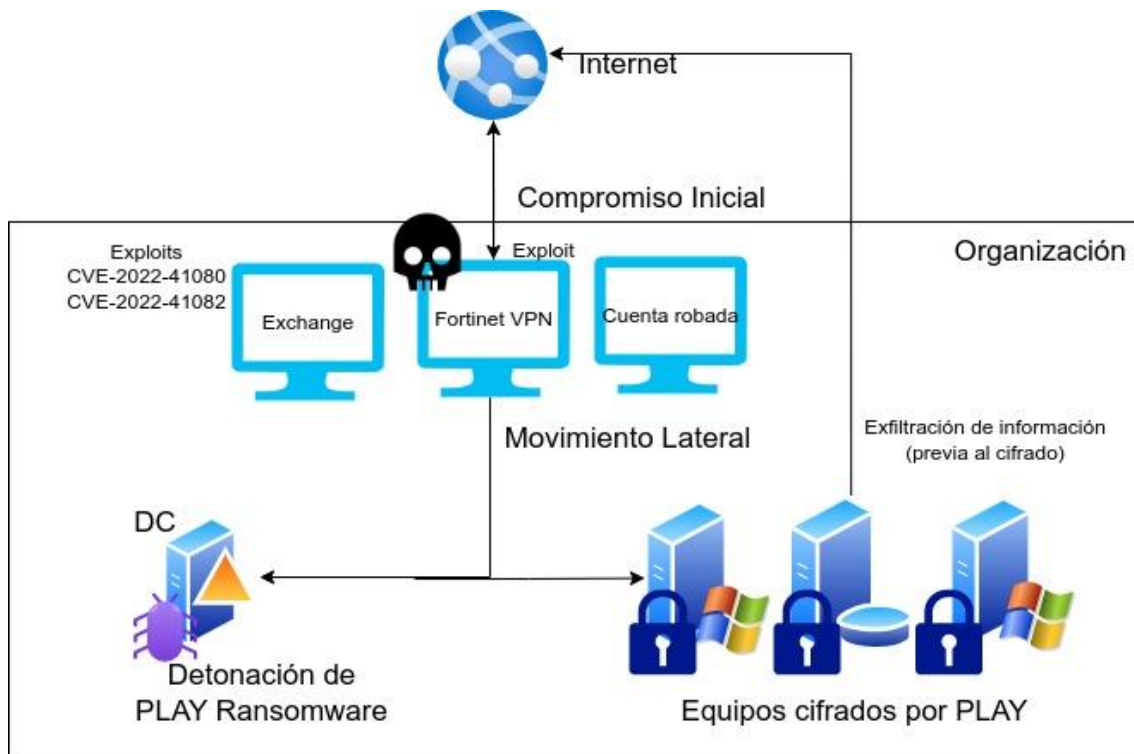 Internet
Compromiso Inicial
Organización
Exploits
CVE-2022-41080
CVE-2022-41082
Exploit
Exchange
Fortinet VPN
Cuenta robada
Movimiento Lateral
Exfiltración de información
(previa al cifrado)
DC
Detonación de
PLAY Ransomware
Equipos cifrados por PLAY